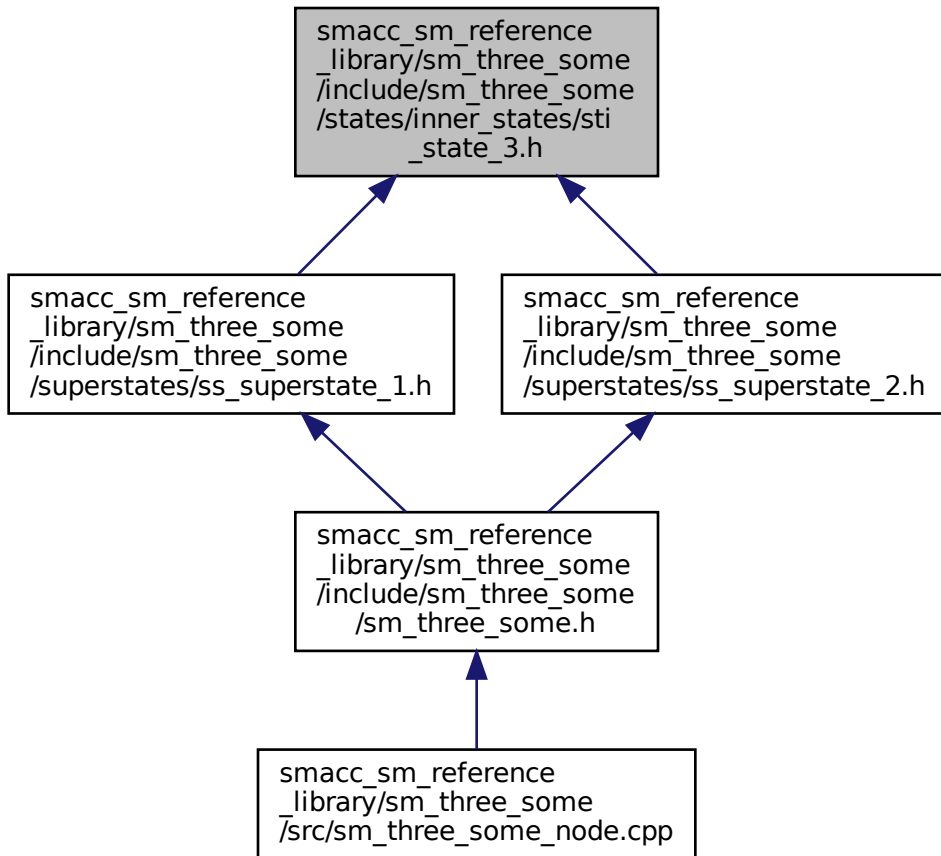 smacc_sm_reference
_library/sm_three_some
/include/sm_three_some
/states/inner_states/sti
_state_3.h
smacc_sm_reference
_library/sm_three_some
/include/sm_three_some
/superstates/ss_superstate_1.h
smacc_sm_reference
_library/sm_three_some
/include/sm_three_some
/superstates/ss_superstate_2.h
smacc_sm_reference
_library/sm_three_some
/include/sm_three_some
/sm_three_some.h
smacc_sm_reference
_library/sm_three_some
/src/sm_three_some_node.cpp